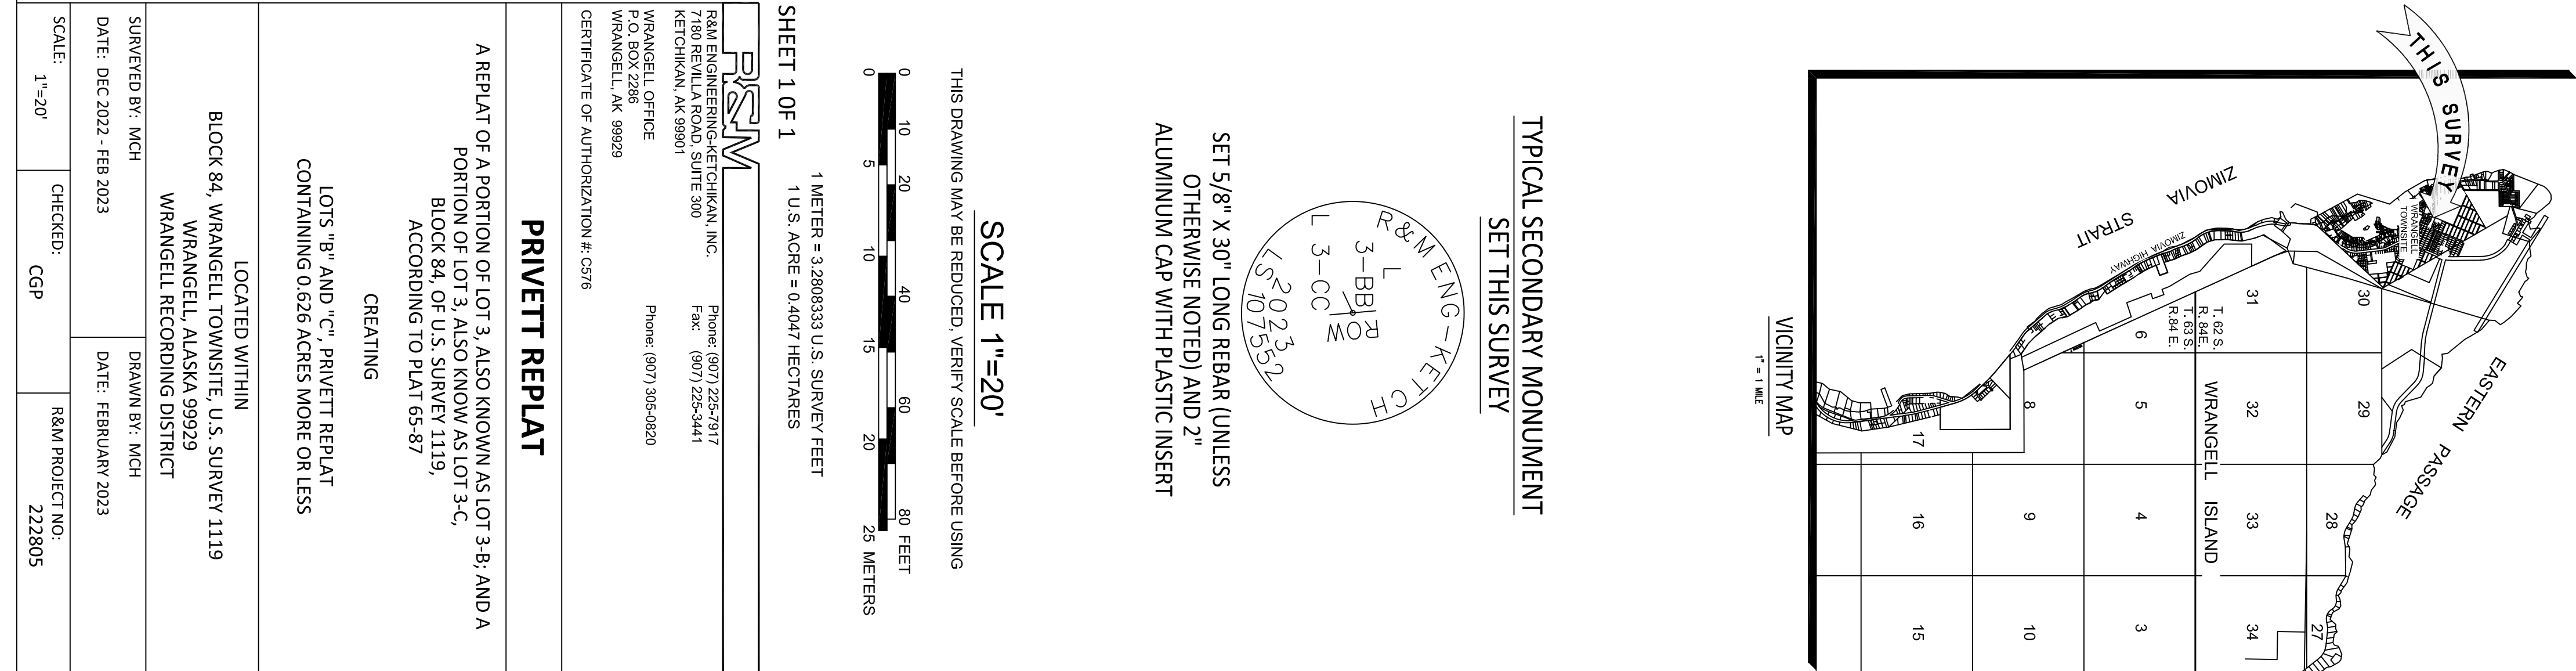 THIS SURVEY
ZIMOVIA
STRAIT
ZIMOVIA
HIGHWAY
WRANGELL
TOWNSITE
EASTERN PASSAGE
30
29
28
27
31
32
33
34
T. 62 S.
R. 84E.
T. 63 S.
R.84 E.
WRANGELL ISLAND
6
5
4
3
8
9
10
17
16
15
VICINITY MAP
1" = 1 MILE
TYPICAL SECONDARY MONUMENT
SET THIS SURVEY
R&M ENG-KETCH
L
3-BB
ROW
L
3-CC
LS 2023
107552
SET 5/8" X 30" LONG REBAR (UNLESS
OTHERWISE NOTED) AND 2"
ALUMINUM CAP WITH PLASTIC INSERT
SCALE 1"=20'
THIS DRAWING MAY BE REDUCED, VERIFY SCALE BEFORE USING
0 10 20 40 60 80 FEET
0 5 10 15 20 25 METERS
1 METER = 3.2808333 U.S. SURVEY FEET
1 U.S. ACRE = 0.4047 HECTARES
SHEET 1 OF 1
R&M
R&M ENGINEERING-KETCHIKAN, INC.
7180 REVILLA ROAD, SUITE 300
KETCHIKAN, AK 99901
Phone: (907) 225-7917
Fax: (907) 225-3441
WRANGELL OFFICE
P.O. BOX 2286
WRANGELL, AK 99929
Phone: (907) 305-0820
CERTIFICATE OF AUTHORIZATION #: C576
PRIVETT REPLAT
A REPLAT OF A PORTION OF LOT 3, ALSO KNOWN AS LOT 3-B; AND A
PORTION OF LOT 3, ALSO KNOW AS LOT 3-C,
BLOCK 84, OF U.S. SURVEY 1119,
ACCORDING TO PLAT 65-87
CREATING
LOTS "B" AND "C", PRIVETT REPLAT
CONTAINING 0.626 ACRES MORE OR LESS
LOCATED WITHIN
BLOCK 84, WRANGELL TOWNSITE, U.S. SURVEY 1119
WRANGELL, ALASKA 99929
WRANGELL RECORDING DISTRICT
SURVEYED BY: MCH
DRAWN BY: MCH
DATE: DEC 2022 - FEB 2023
DATE: FEBRUARY 2023
SCALE:
1"=20'
CHECKED:
CGP
R&M PROJECT NO:
222805